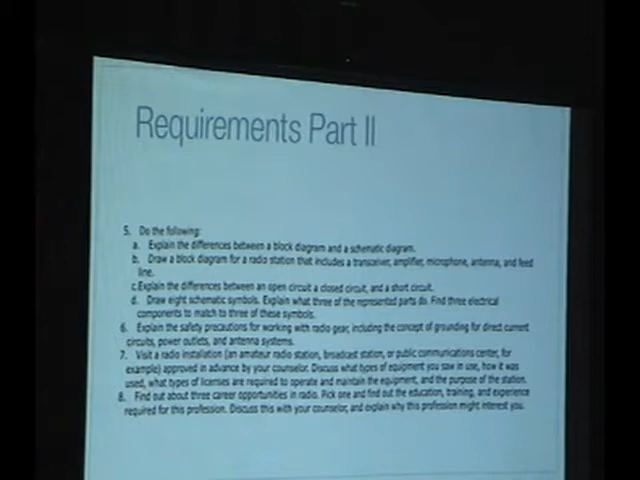 Requirements Part II
5. Do the following:
a. Explain the differences between a block diagram and a schematic diagram.
b. Draw a block diagram for a radio station that includes a transceiver, amplifier, microphone, antenna, and feed
line.
c.Explain the differences between an open circuit a closed circuit, and a short circuit.
d. Draw eight schematic symbols. Explain what three of the represented parts do. Find three electrical
components to match to three of these symbols.
6. Explain the safety precautions for working with radio gear, including the concept of grounding for direct current
circuits, power outlets, and antenna systems.
7. Visit a radio installation (an amateur radio station, broadcast station, or public communications center, for
example) approved in advance by your counselor. Discuss what types of equipment you saw in use, how it was
used, what types of licenses are required to operate and maintain the equipment, and the purpose of the station.
8. Find out about three career opportunities in radio. Pick one and find out the education, training, and experience
required for this profession. Discuss this with your counselor, and explain why this profession might interest you.